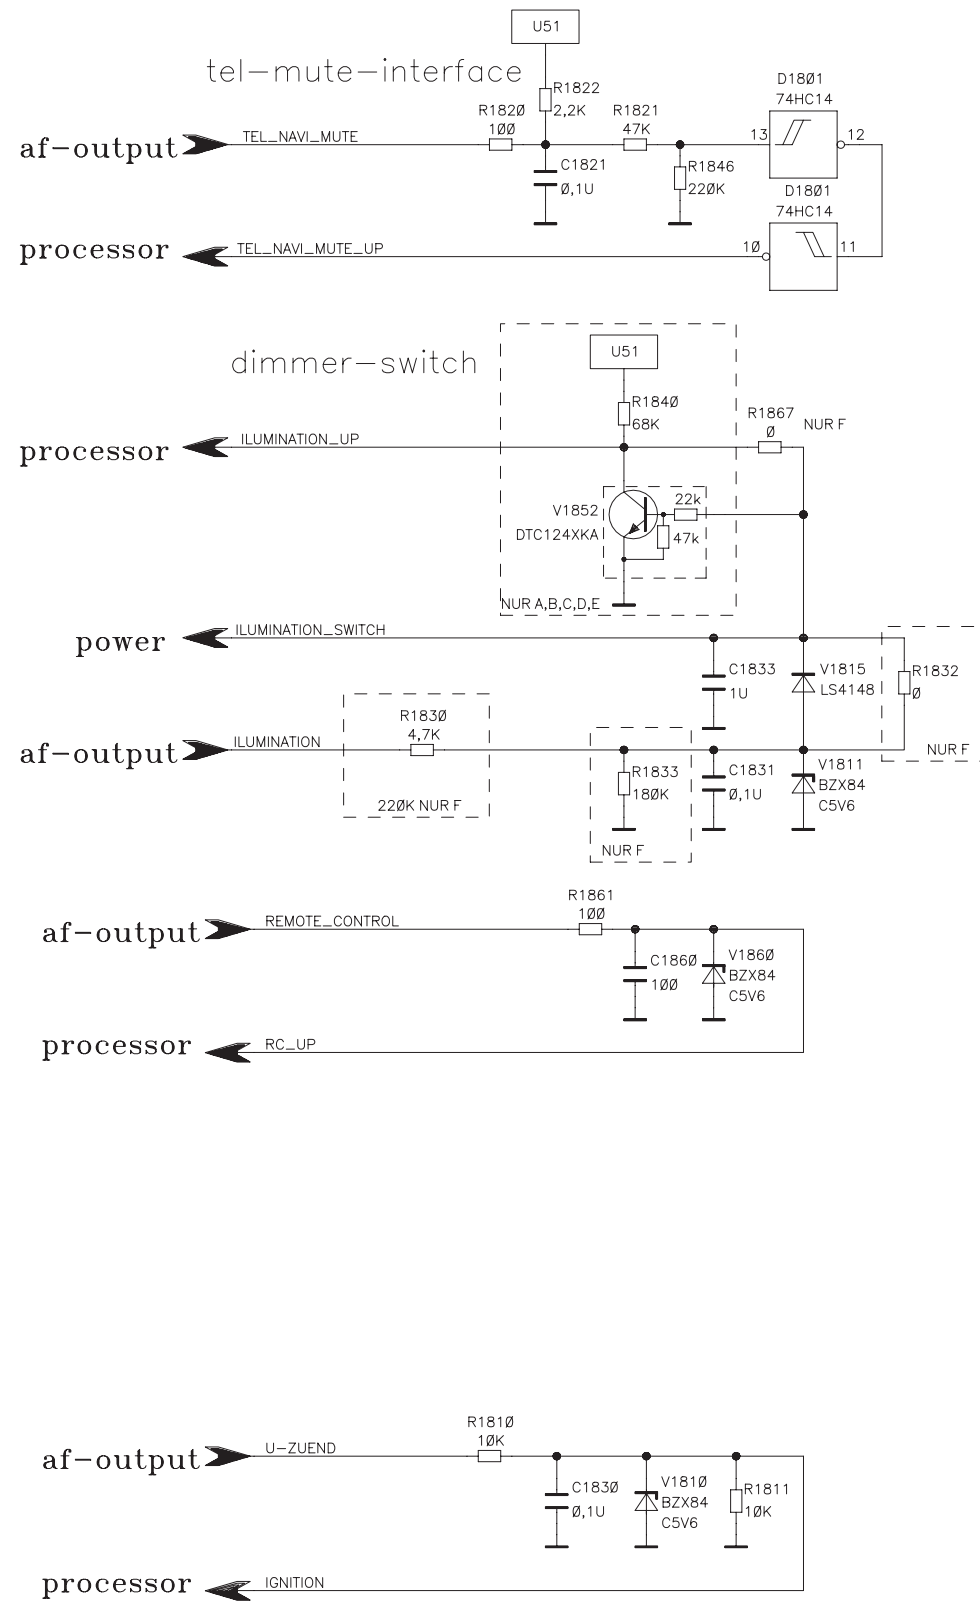 U51
tel-mute-interface
R1822
2,2K
R182Ø
1ØØ
R1821
47K
D18Ø1
74HC14
af-output
TEL_NAVI_MUTE
13
12
C1821
Ø,1U
R1846
22ØK
D18Ø1
74HC14
processor
TEL_NAVI_MUTE_UP
1Ø
11
dimmer-switch
U51
R184Ø
68K
R1867
Ø
NUR F
processor
ILUMINATION_UP
V1852
DTC124XKA
22k
47k
NUR A,B,C,D,E
power
ILUMINATION_SWITCH
C1833
1U
V1815
LS4148
R1832
Ø
NUR F
af-output
ILUMINATION
R183Ø
4,7K
22ØK NUR F
R1833
18ØK
NUR F
C1831
Ø,1U
V1811
BZX84
C5V6
R1861
1ØØ
af-output
REMOTE_CONTROL
C186Ø
1ØØ
V186Ø
BZX84
C5V6
processor
RC_UP
R181Ø
1ØK
af-output
U-ZUEND
C183Ø
Ø,1U
V181Ø
BZX84
C5V6
R1811
1ØK
processor
IGNITION